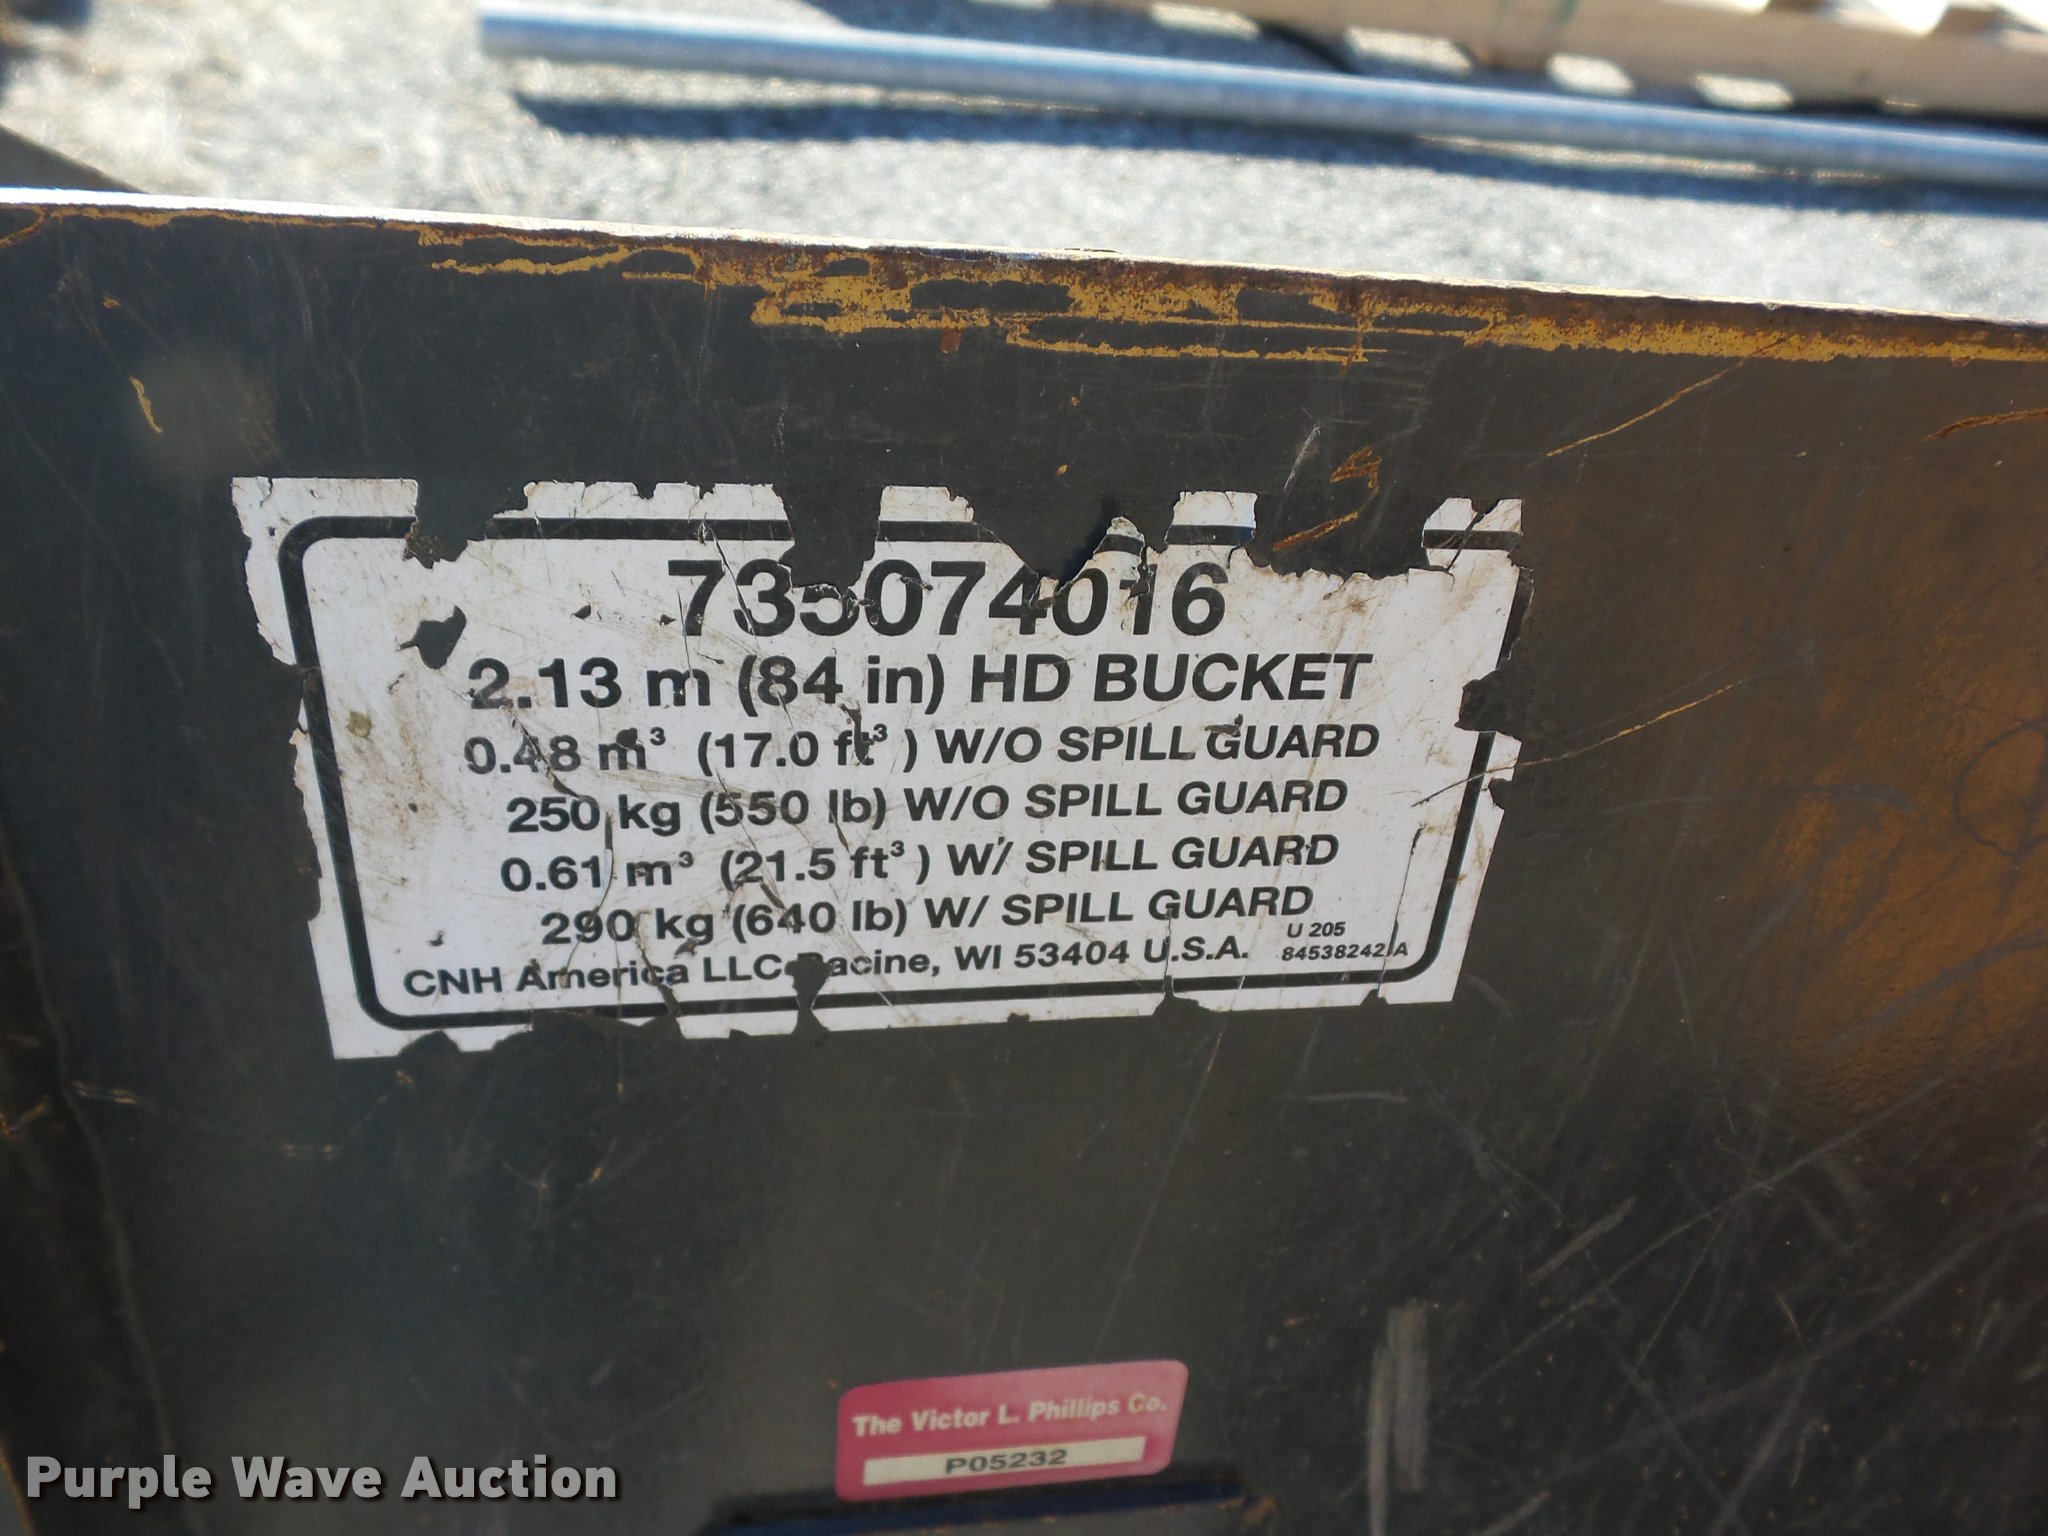 735074016
2.13 m (84 in) HD BUCKET
0.48 m³ (17.0 ft³) W/O SPILL GUARD
250 kg (550 lb) W/O SPILL GUARD
0.61 m³ (21.5 ft³) W/ SPILL GUARD
290 kg (640 lb) W/ SPILL GUARD
CNH America LLC Racine, WI 53404 U.S.A.
U 205
84538242 A
The Victor L. Phillips Co.
P05232
Purple Wave Auction